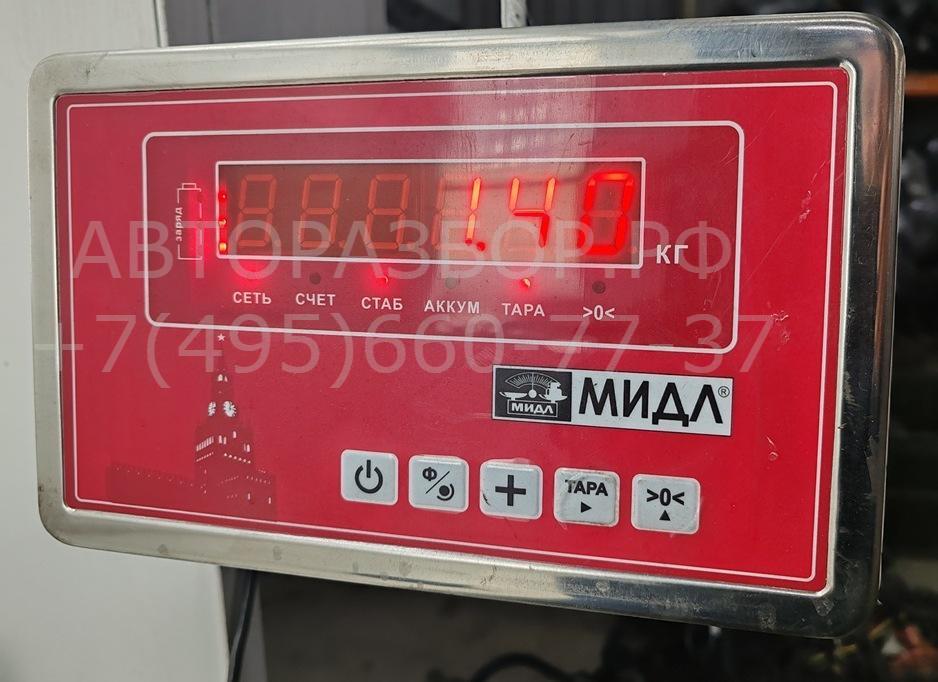 заряд
1.40
КГ
СЕТЬ СЧЕТ СТАБ АККУМ ТАРА >0<
АВТОРАЗБОР.РФ
+7(495)660-77-37
МИДЛ МИДЛ®
Ф
ТАРА
>0<